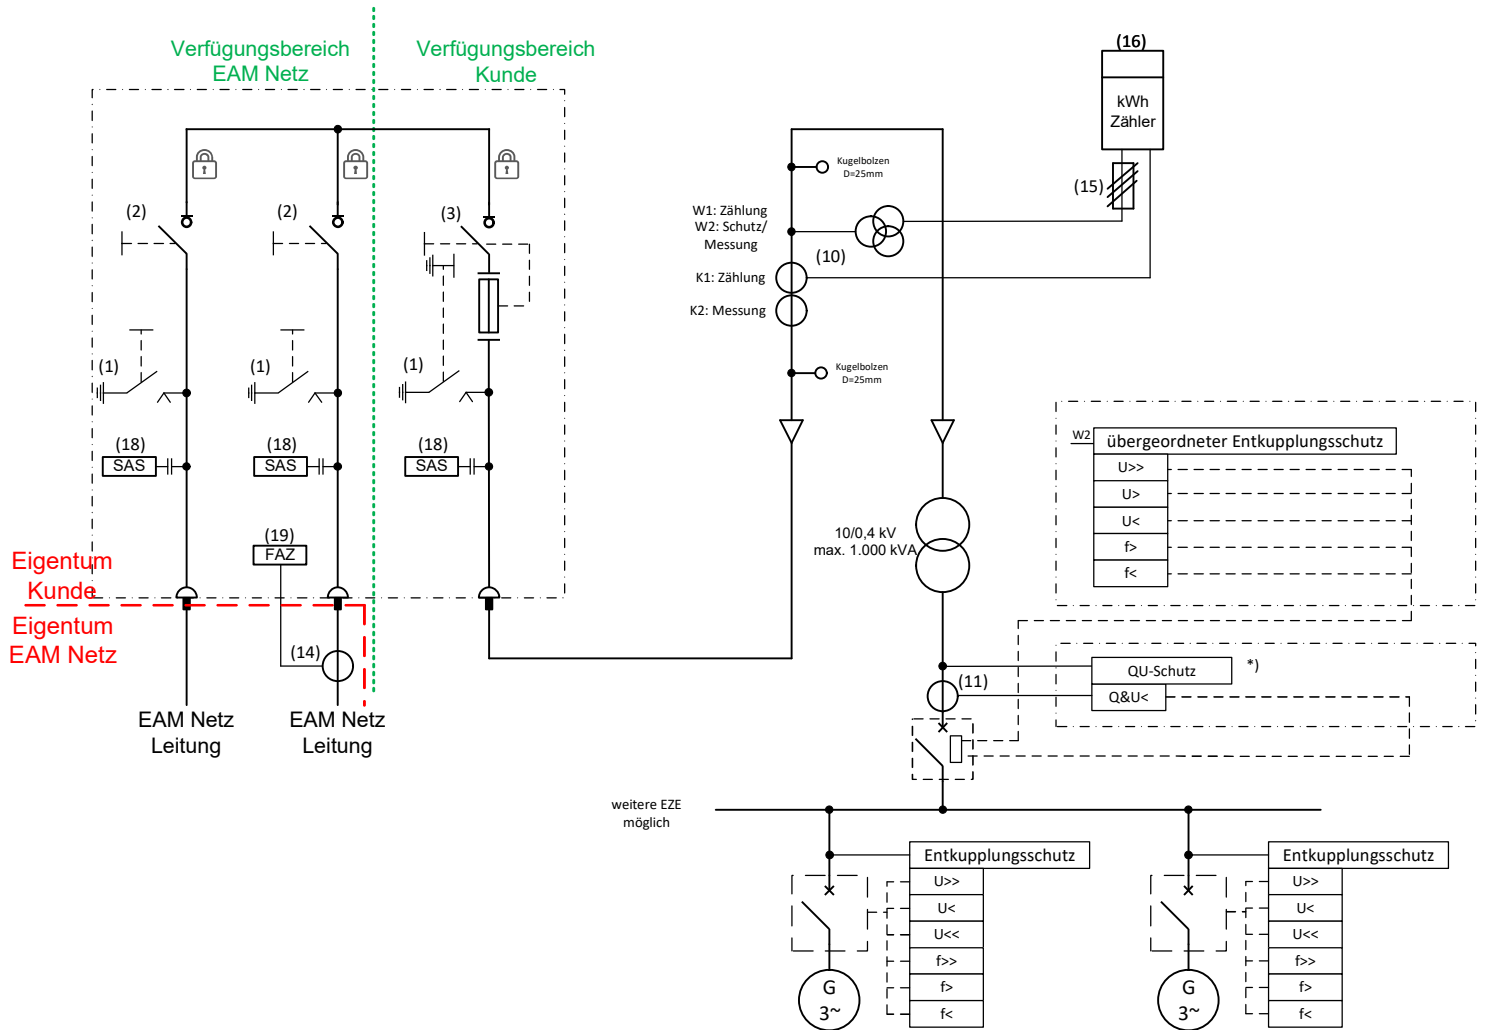 Verfügungsbereich
EAM Netz
Verfügungsbereich
Kunde
(2)
(2)
(3)
(1)
(1)
(1)
(18)
SAS
(18)
SAS
(18)
SAS
(19)
FAZ
Eigentum
Kunde
Eigentum
EAM Netz
(14)
EAM Netz
Leitung
EAM Netz
Leitung
(16)
kWh
Zähler
(15)
Kugelbolzen
D=25mm
W1: Zählung
W2: Schutz/
Messung
(10)
K1: Zählung
K2: Messung
Kugelbolzen
D=25mm
10/0,4 kV
max. 1.000 kVA
W2
übergeordneter Entkupplungsschutz
U>>
U>
U<
f>
f<
QU-Schutz
*)
Q&U<
(11)
weitere EZE
möglich
Entkupplungsschutz
U>>
U<
U<<
f>>
f>
f<
G
3~
Entkupplungsschutz
U>>
U<
U<<
f>>
f>
f<
G
3~